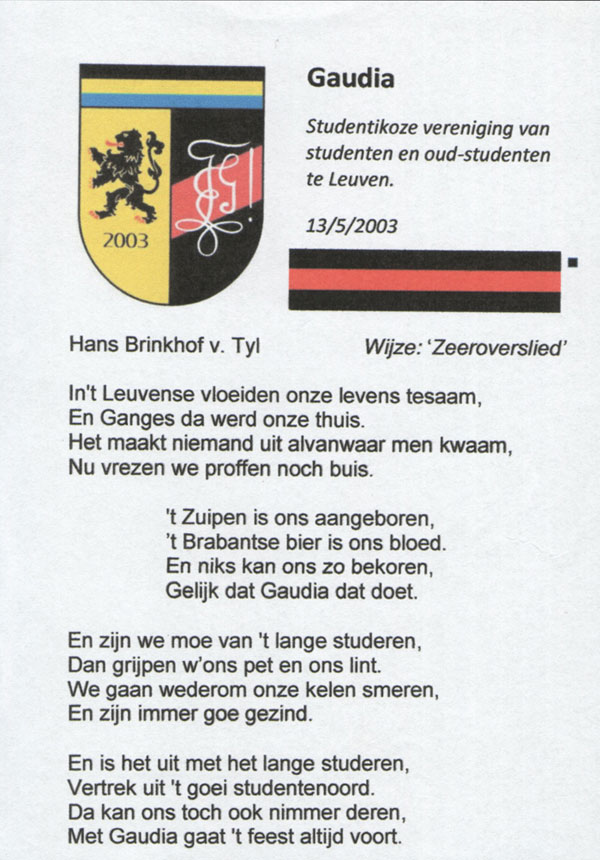 Gaudia
Studentikoze vereniging van
studenten en oud-studenten
te Leuven.
13/5/2003
2003
Hans Brinkhof v. Tyl
Wijze: 'Zeeroverslied'
In't Leuvense vloeiden onze levens tesaam,
En Ganges da werd onze thuis.
Het maakt niemand uit alvanwaar men kwaam,
Nu vrezen we proffen noch buis.
't Zuipen is ons aangeboren,
't Brabantse bier is ons bloed.
En niks kan ons zo bekoren,
Gelijk dat Gaudia dat doet.
En zijn we moe van 't lange studeren,
Dan grijpen w'ons pet en ons lint.
We gaan wederom onze kelen smeren,
En zijn immer goe gezind.
En is het uit met het lange studeren,
Vertrek uit 't goei studentenoord.
Da kan ons toch ook nimmer deren,
Met Gaudia gaat 't feest altijd voort.